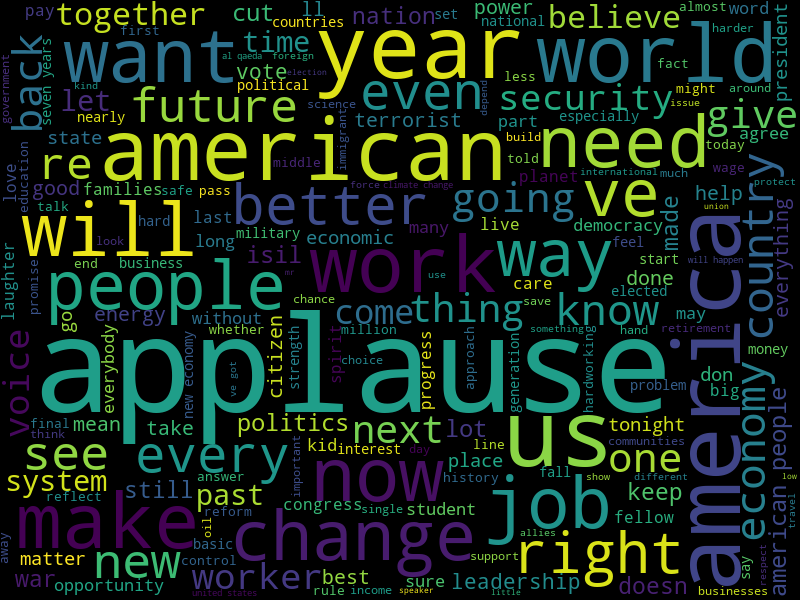 pay
together
cut
ll
countries
nation
set
power
national
believe
almost
word
harder
president
government
seven years
back
want
first
kind
let
nearly
time
al qaeda
foreign
vote
political
election
year
even
less
depend
world
fact
might
issue
around
security
give
agree
future
science
terrorist
part
especially
build
told
today
wage
american
need
state
re
middle
immigrant
planet
international
much
protect
love
education
good
families
safe
pass
force
climate change
ve
help
union
talk
hard
last
better
going
live
democracy
made
feel
country
everything
will
look
long
military
many
economic
isil
way
start
will happen
end
business
mr
work
care
done
elected
laughter
promise
people
energy
without
chance
use
come
thing
save
know
may
go
whether
million
something
hand
retirement
america
money
voice
everybody
new economy
ve got
citizen
strength
spirit
choice
applause
progress
approach
generation
hardworking
problem
don
big
economy
american people
final
think
mean
take
politics
kid
interest
next
lot
line
us
tonight
one
communities
low
see
every
day
important
place
history
fall
show
different
keep
travel
system
reflect
still
answer
past
now
single
congress
student
job
respect
away
make
oil
reform
basic
control
change
allies
fellow
say
matter
new
support
right
war
opportunity
worker
best
sure
leadership
doesn
businesses
united states
rule
income
speaker
little